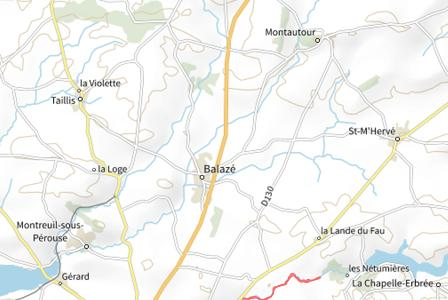 Montautour
la Violette
Taillis
St-M'Hervé
la Loge
Balazé
D130
Montreuil-sous-
Pérouse
la Lande du Fau
Gérard
les Nétumières
La Chapelle-Erbrée